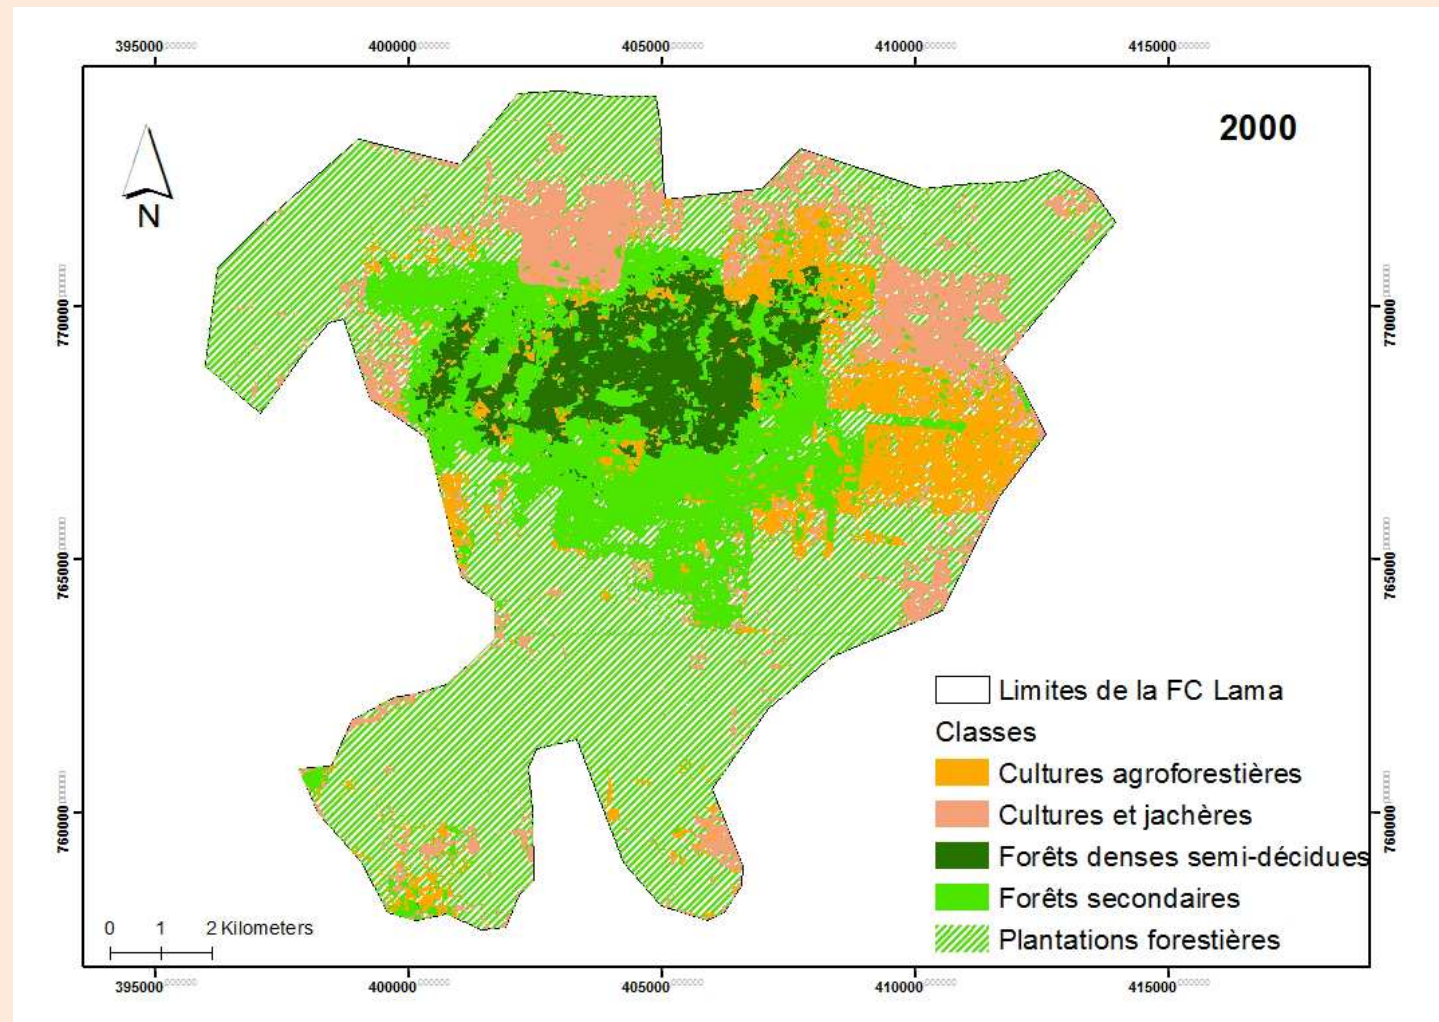 395000 400000 405000 410000 415000
2000
N
770000 770000
765000 765000
760000 760000
Limites de la FC Lama
Classes
Cultures agroforestières
Cultures et jachères
Forêts denses semi-décidues
Forêts secondaires
Plantations forestières
0 1 2 Kilometers
395000 400000 405000 410000 415000